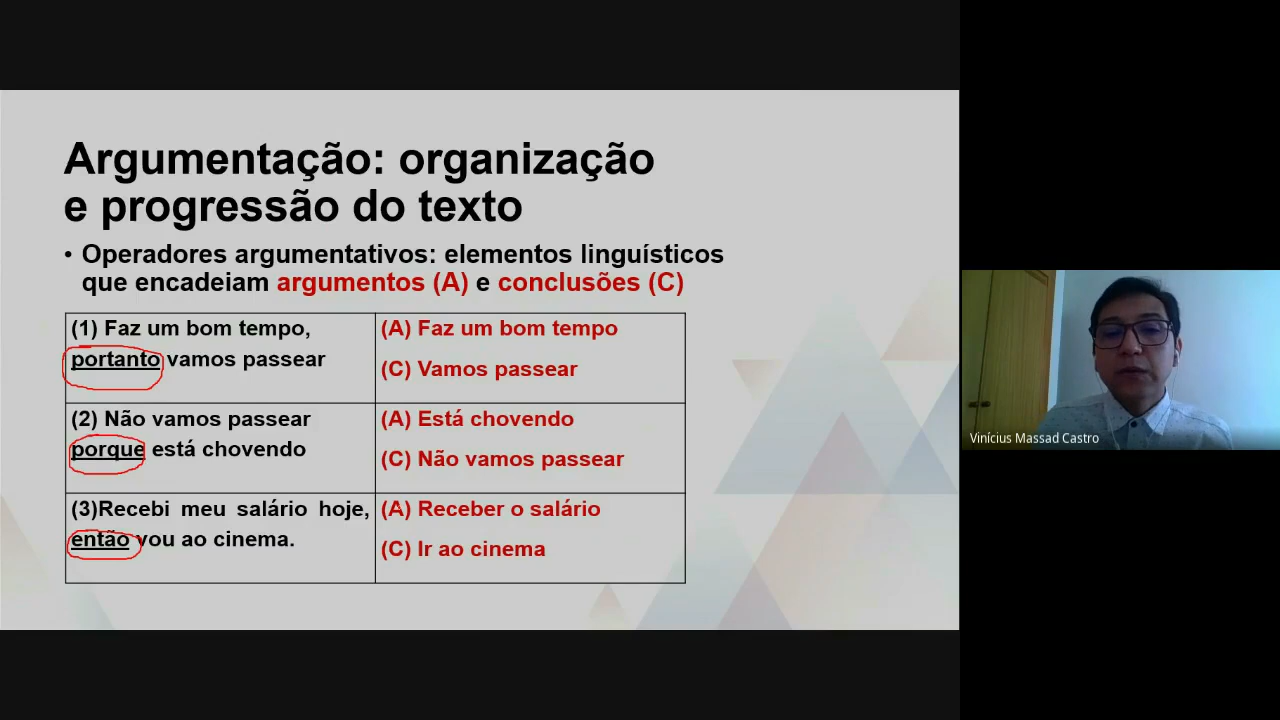 Argumentação: organização
e progressão do texto
• Operadores argumentativos: elementos linguísticos
que encadeiam argumentos (A) e conclusões (C)
(1) Faz um bom tempo,
portanto vamos passear
(A) Faz um bom tempo
(C) Vamos passear
(2) Não vamos passear
porque está chovendo
(A) Está chovendo
(C) Não vamos passear
(3)Recebi meu salário hoje,
então vou ao cinema.
(A) Receber o salário
(C) Ir ao cinema
Vinícius Massad Castro